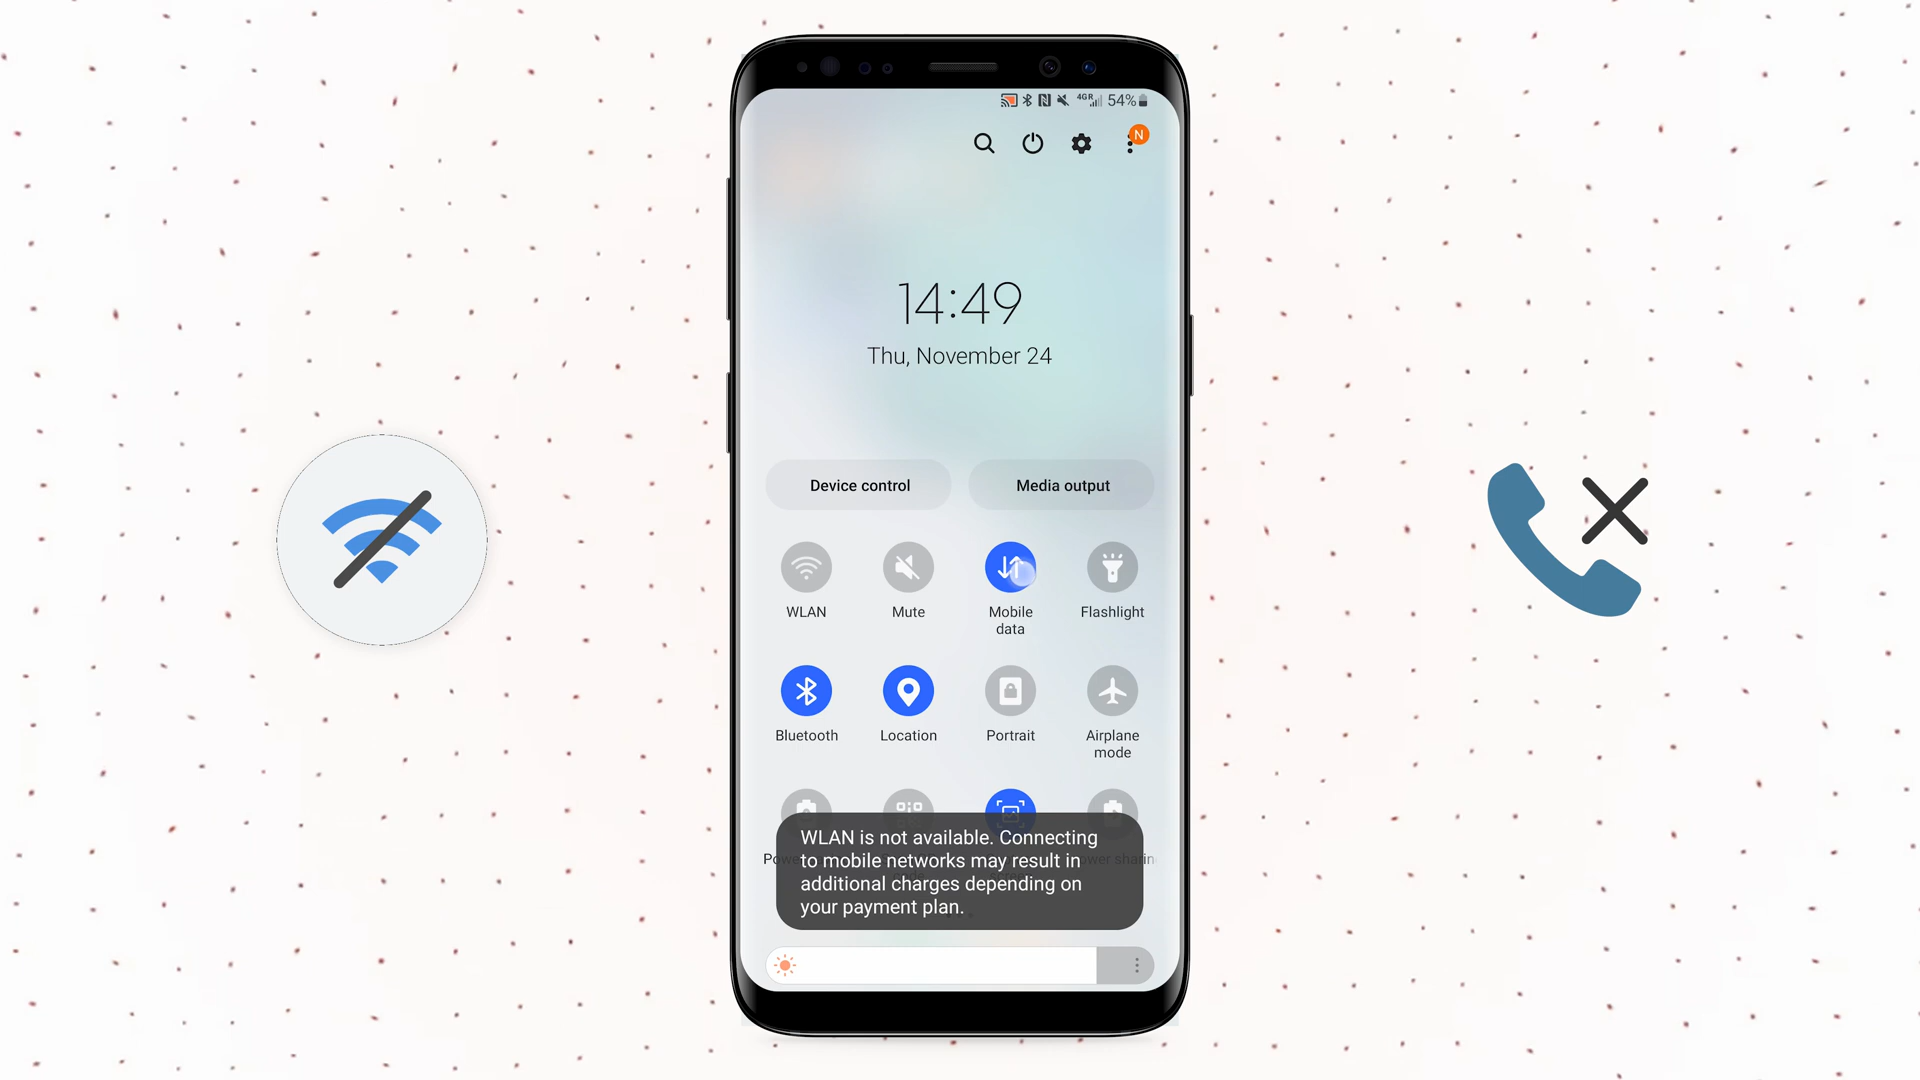 4GR 54%
N
14:49
Thu, November 24
Device control Media output
WLAN Mute Mobile data Flashlight
Bluetooth Location Portrait Airplane mode
WLAN is not available. Connecting
to mobile networks may result in
additional charges depending on
your payment plan.